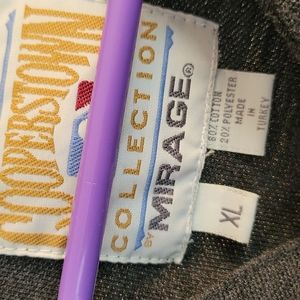 COOPERSTOWN
COLLECTION
BY MIRAGE®
80% COTTON
20% POLYESTER
MADE
IN
TURKEY
XL